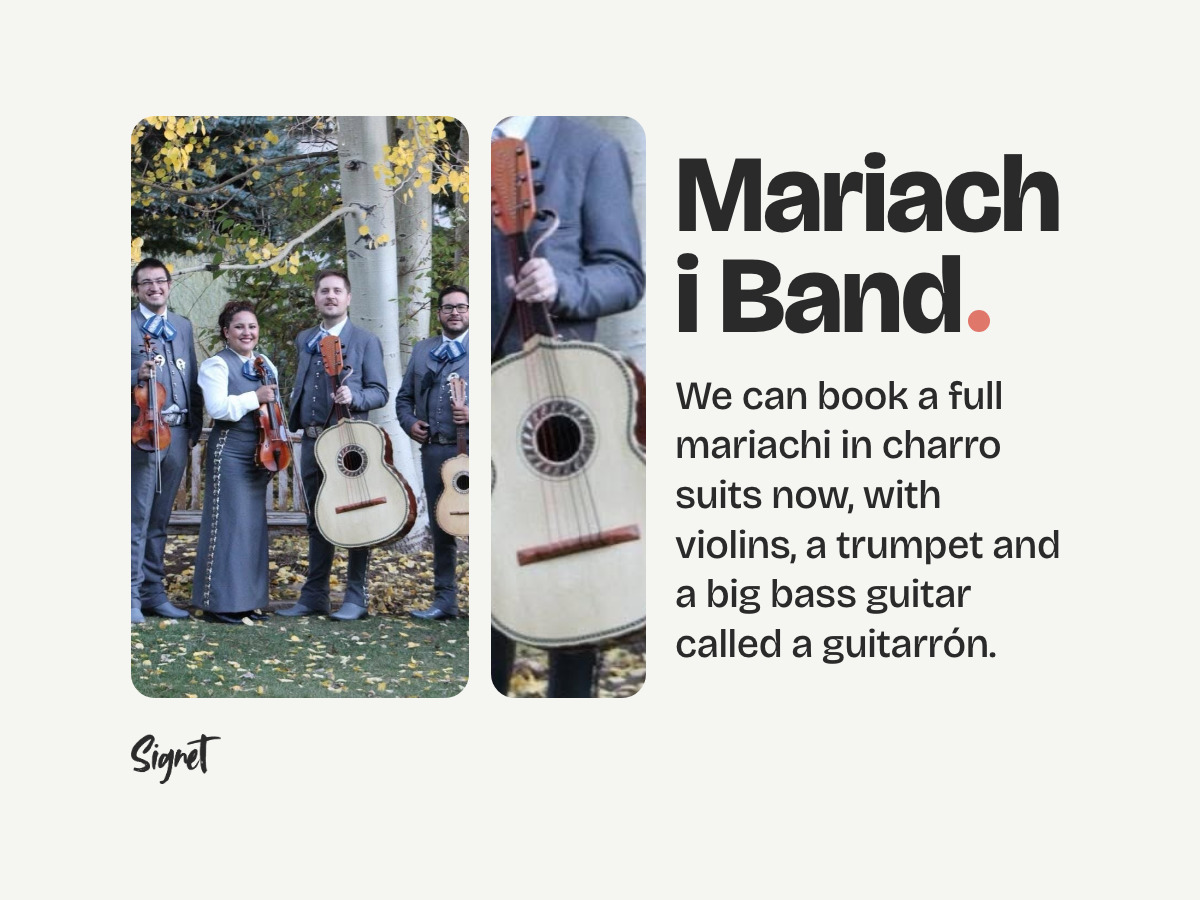 Mariach
i Band.
We can book a full
mariachi in charro
suits now, with
violins, a trumpet and
a big bass guitar
called a guitarrón.
Signet